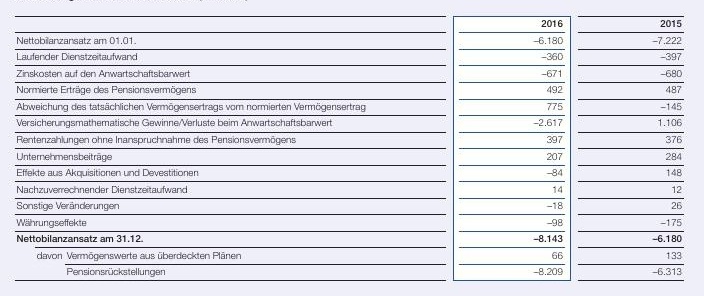 2016 2015
Nettobilanzansatz am 01.01. –6.180 –7.222
Laufender Dienstzeitaufwand –360 –397
Zinskosten auf den Anwartschaftsbarwert –671 –680
Normierte Erträge des Pensionsvermögens 492 487
Abweichung des tatsächlichen Vermögensertrags vom normierten Vermögensertrag 775 –145
Versicherungsmathematische Gewinne/Verluste beim Anwartschaftsbarwert –2.617 1.106
Rentenzahlungen ohne Inanspruchnahme des Pensionsvermögens 397 376
Unternehmensbeiträge 207 284
Effekte aus Akquisitionen und Devestitionen –84 148
Nachzuverrechnender Dienstzeitaufwand 14 12
Sonstige Veränderungen –18 26
Währungseffekte –98 –175
Nettobilanzansatz am 31.12. –8.143 –6.180
davon Vermögenswerte aus überdeckten Plänen 66 133
Pensionsrückstellungen –8.209 –6.313